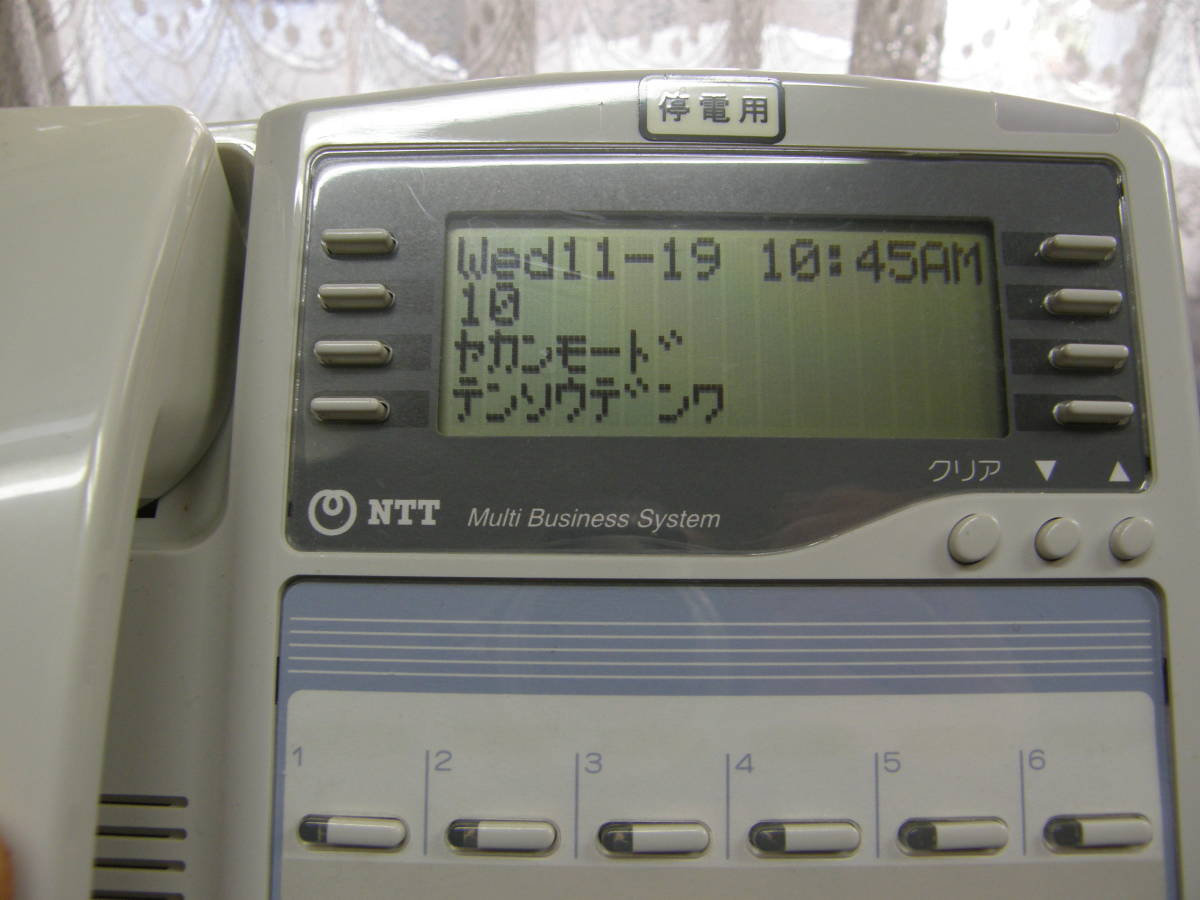 停電用
Wed11-19 10:45AM
10
ヤカンモード
テンソウデンワ
クリア ▼ ▲
NTT Multi Business System
1 2 3 4 5 6